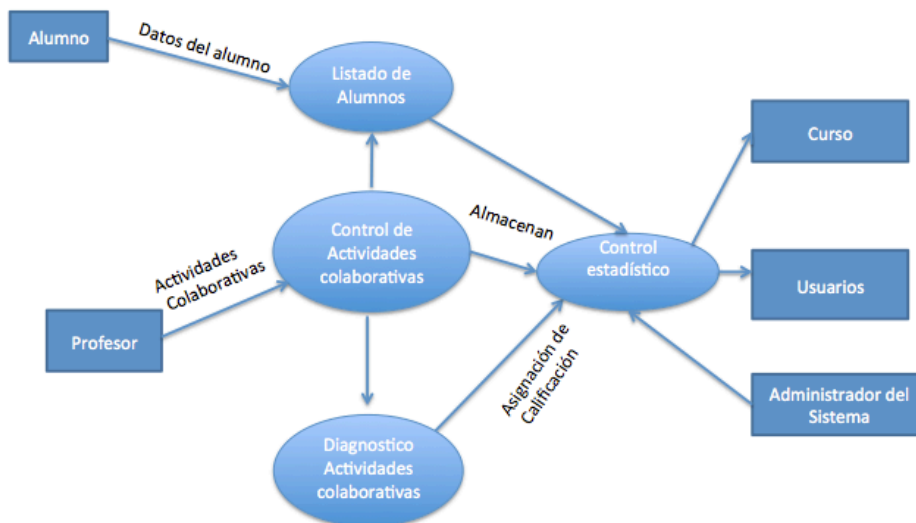 Alumno
Datos del alumno
Listado de
Alumnos
Curso
Almacenan
Control de
Actividades
colaborativas
Control
estadístico
Actividades
Colaborativas
Usuarios
Profesor
Asignación de
Calificación
Administrador del
Sistema
Diagnostico
Actividades
colaborativas